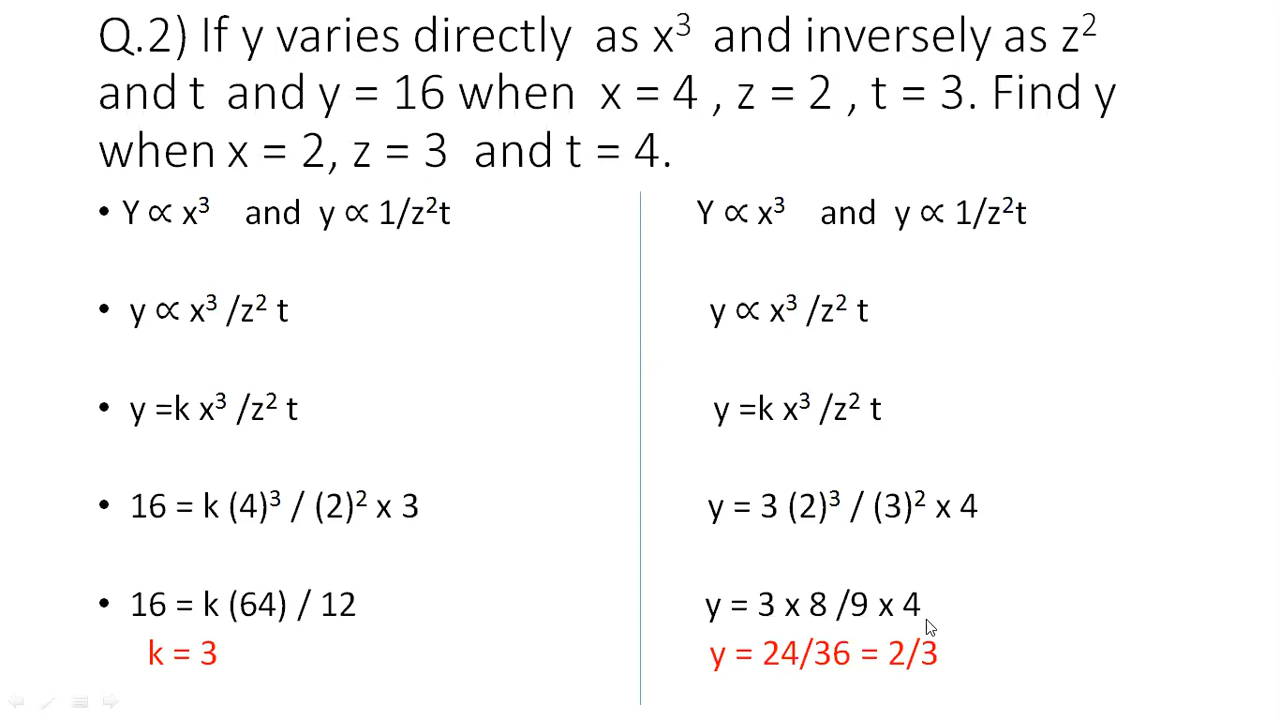 Q.2) If y varies directly as x³ and inversely as z²
and t and y = 16 when x = 4 , z = 2 , t = 3. Find y
when x = 2, z = 3 and t = 4.
• Y ∝ x³ and y ∝ 1/z²t
• y ∝ x³ /z² t
• y =k x³ /z² t
• 16 = k (4)³ / (2)² x 3
• 16 = k (64) / 12
k = 3
Y ∝ x³ and y ∝ 1/z²t
y ∝ x³ /z² t
y =k x³ /z² t
y = 3 (2)³ / (3)² x 4
y = 3 x 8 /9 x 4
y = 24/36 = 2/3